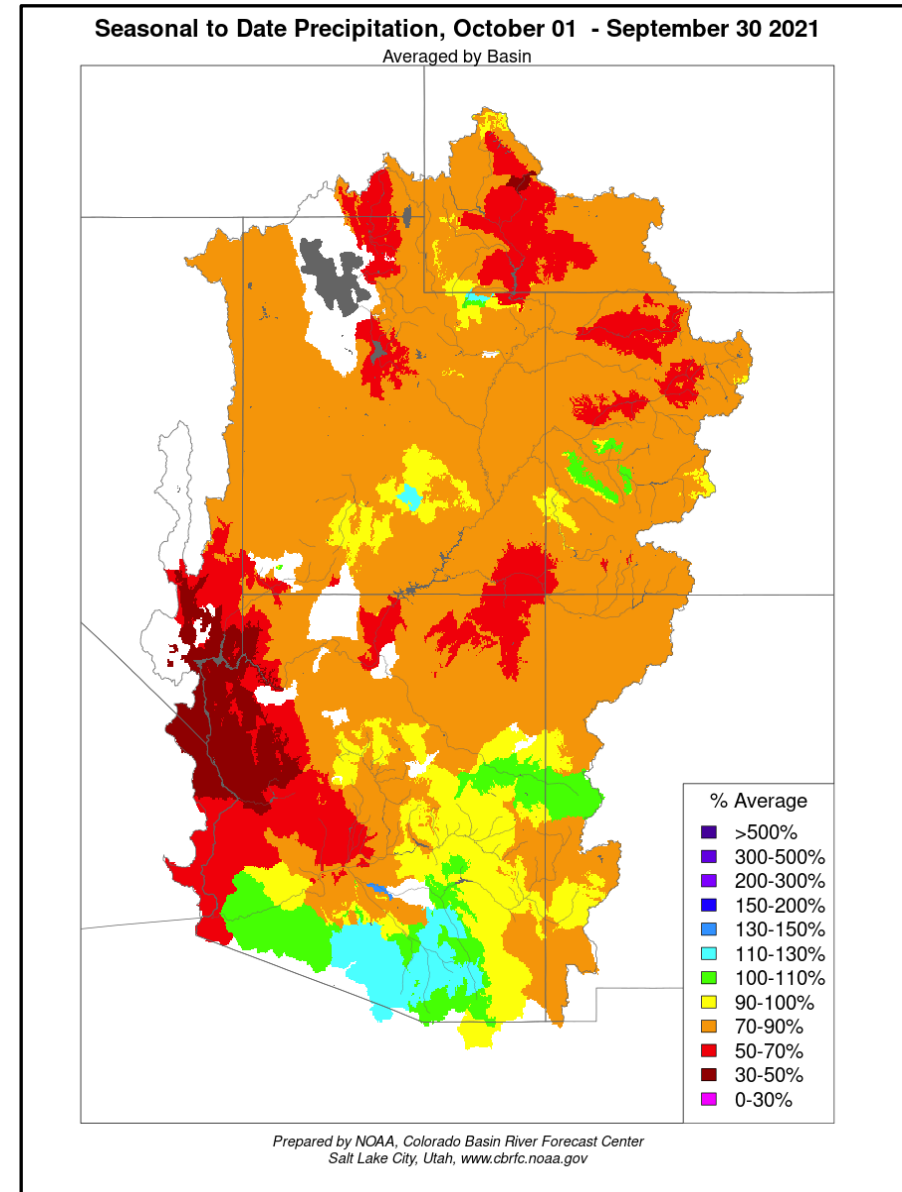 Seasonal to Date Precipitation, October 01 - September 30 2021
Averaged by Basin
% Average
>500%
300-500%
200-300%
150-200%
130-150%
110-130%
100-110%
90-100%
70-90%
50-70%
30-50%
0-30%
Prepared by NOAA, Colorado Basin River Forecast Center
Salt Lake City, Utah, www.cbrfc.noaa.gov